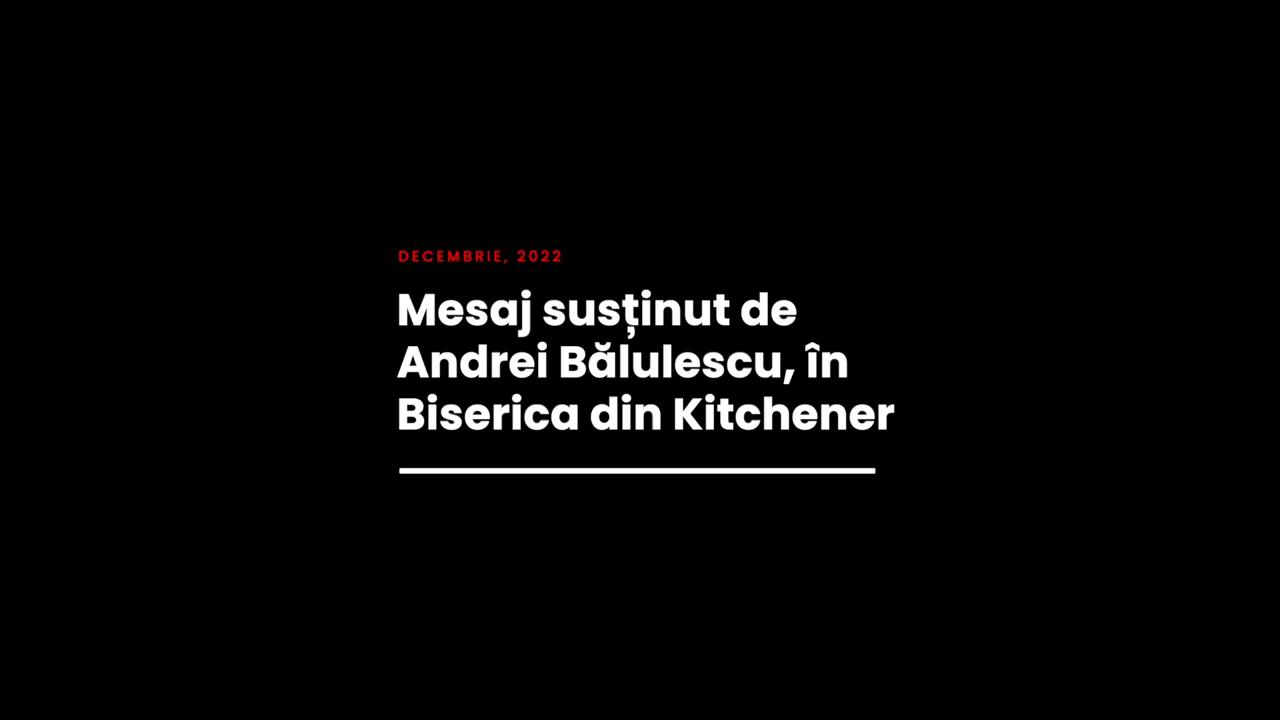 DECEMBRIE, 2022
Mesaj susținut de
Andrei Bălulescu, în
Biserica din Kitchener